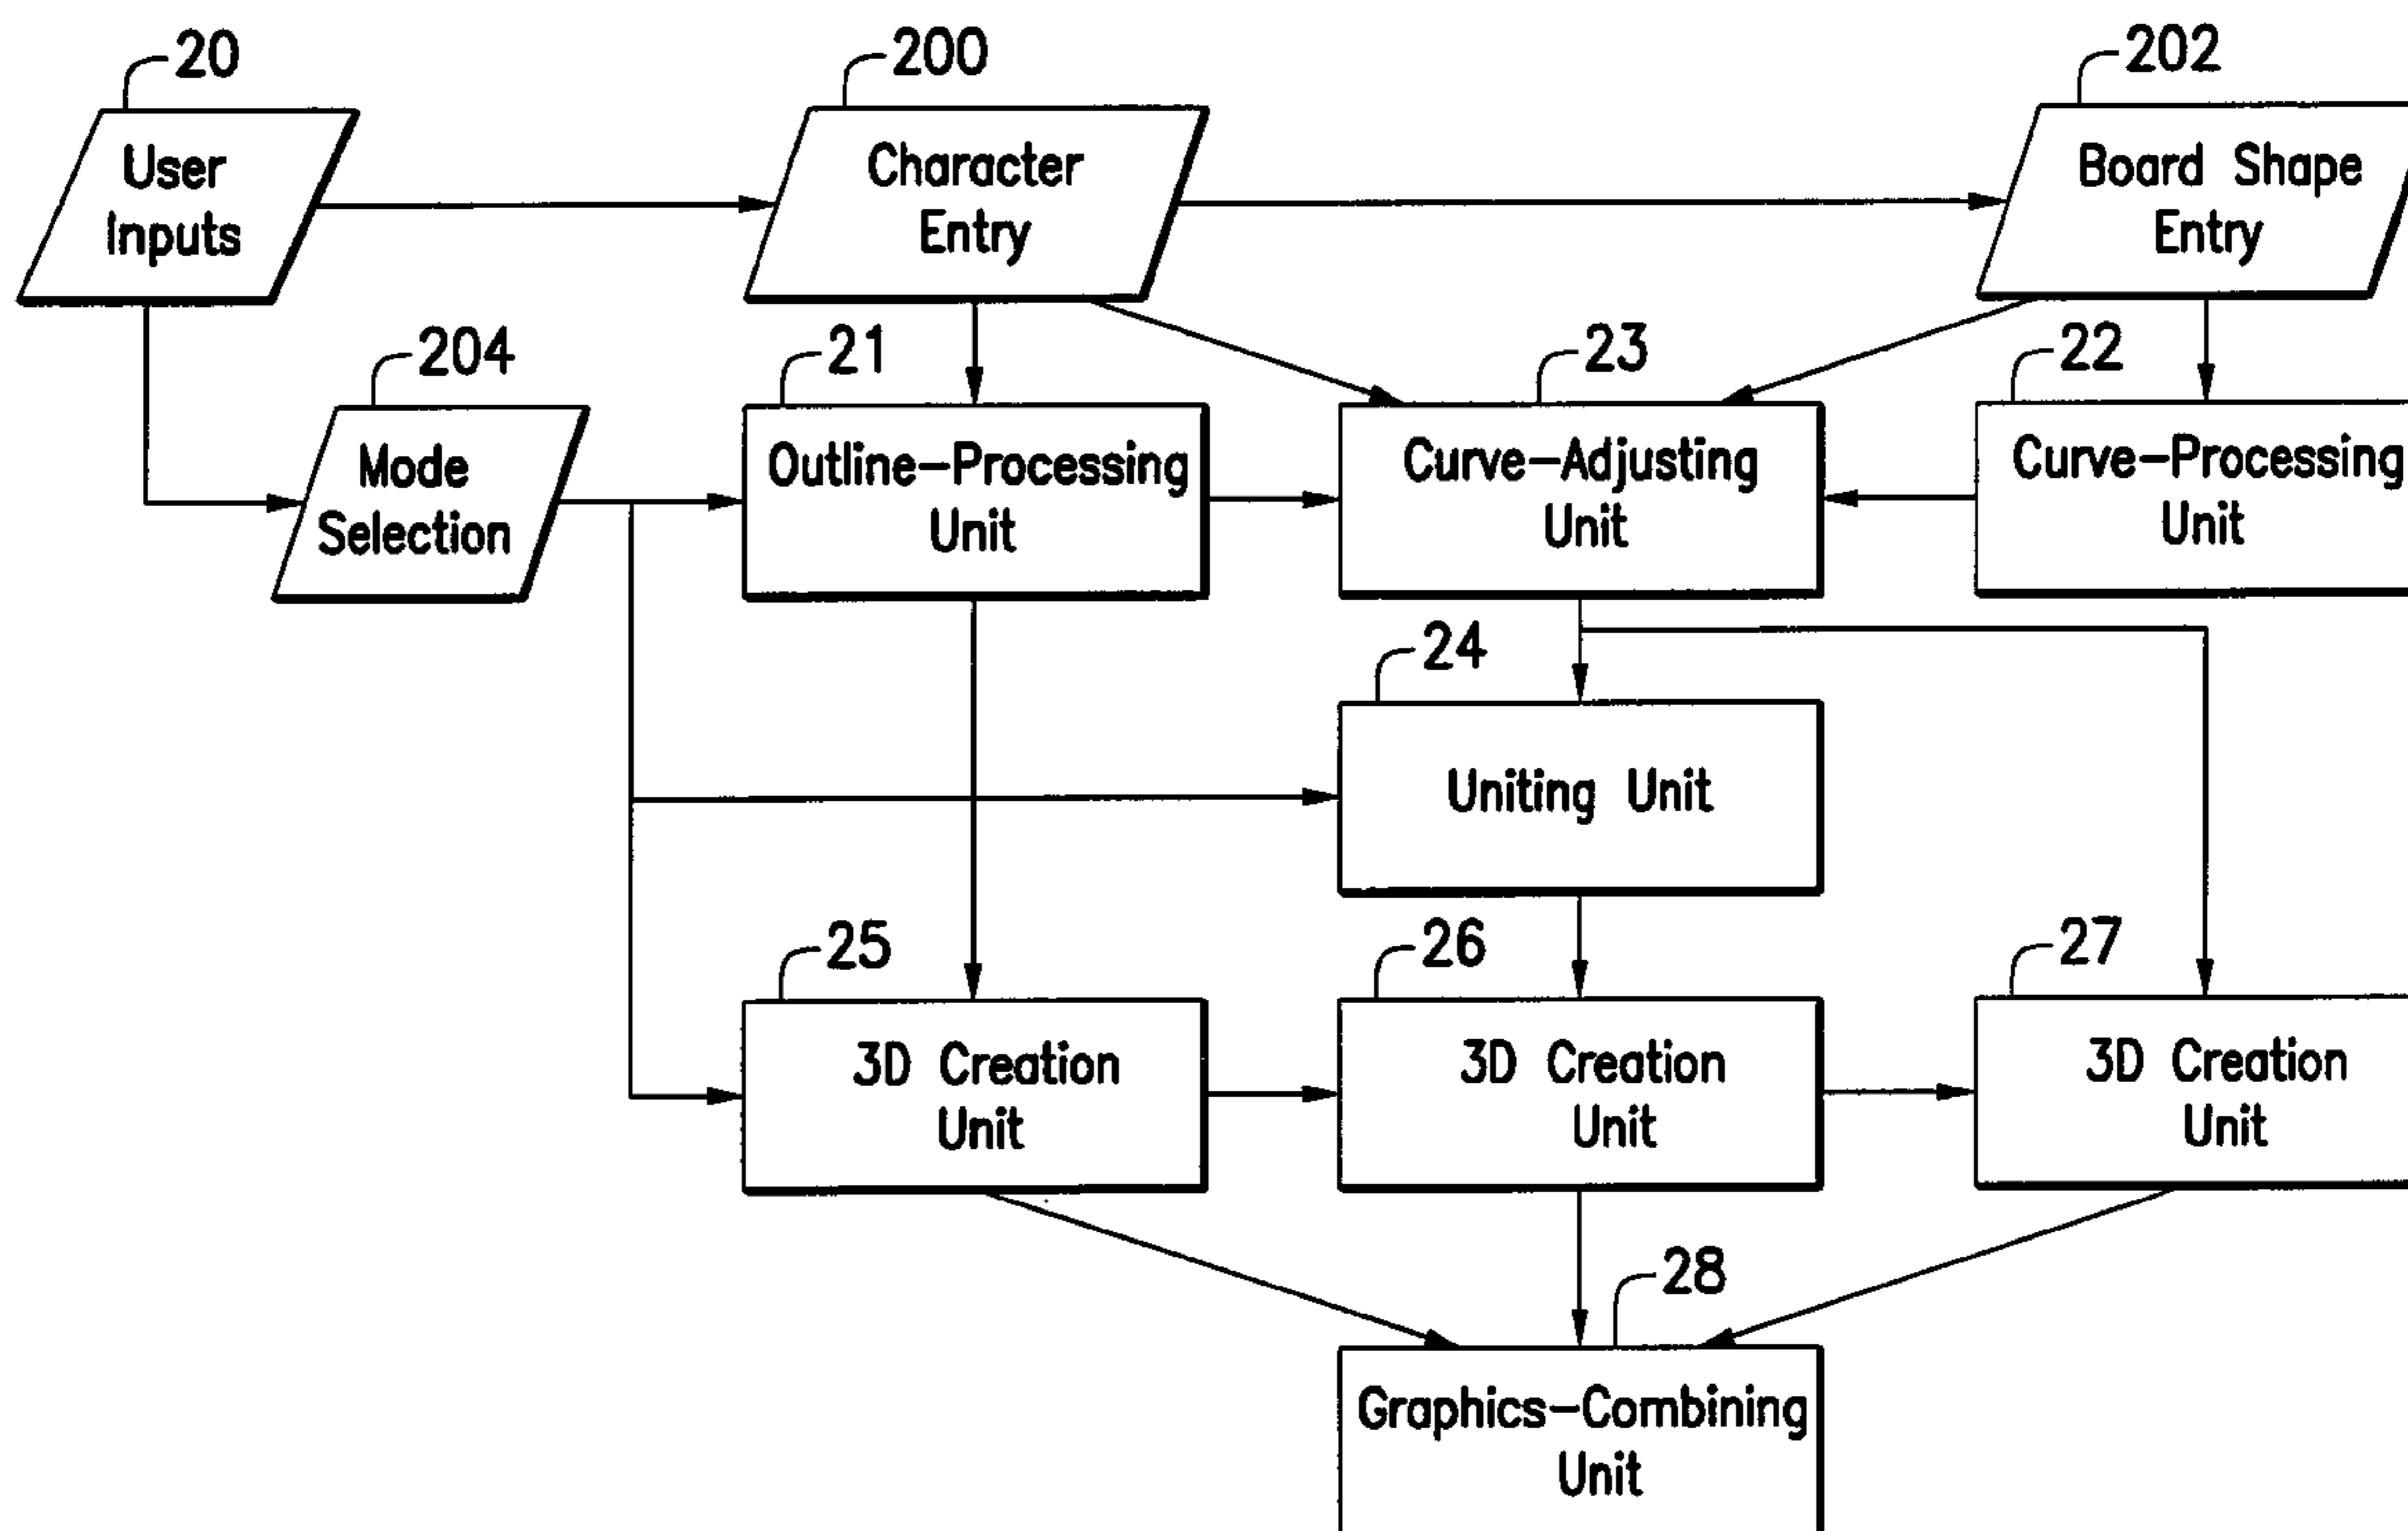 20
200
202
User
Inputs
Character
Entry
Board Shape
Entry
204
21
23
22
Mode
Selection
Outline-Processing
Unit
Curve-Adjusting
Unit
Curve-Processing
Unit
24
Uniting Unit
25
26
27
3D Creation
Unit
3D Creation
Unit
3D Creation
Unit
28
Graphics-Combining
Unit